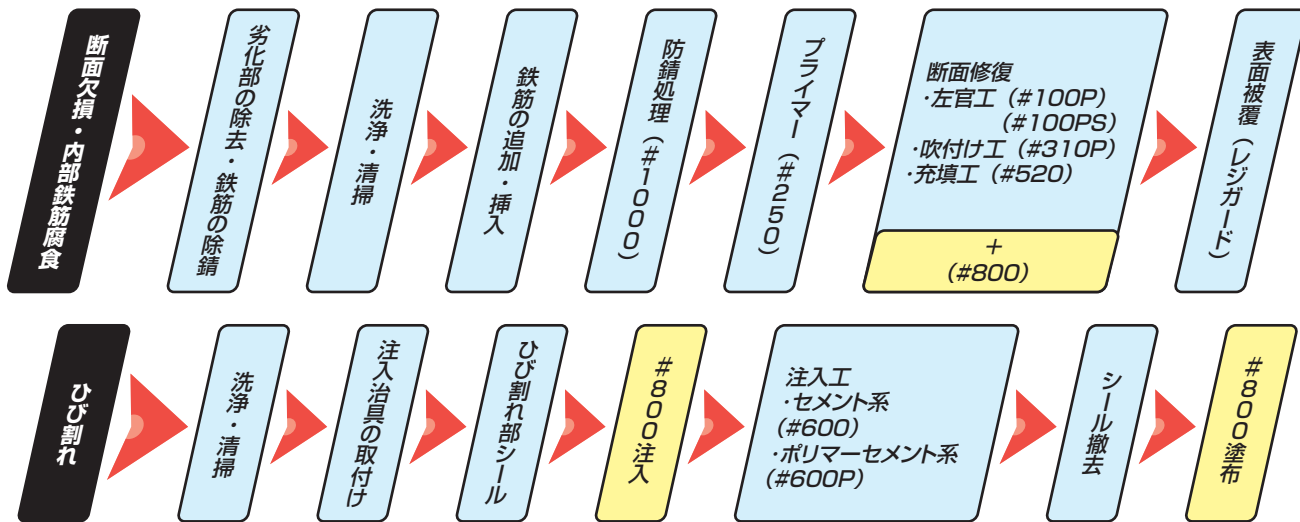 断面欠損・内部鉄筋腐食
劣化部の除去・鉄筋の除錆
洗浄・清掃
鉄筋の追加・挿入
防錆処理（#1000）
プライマー（#250）
断面修復
・左官工（#100P）
（#100PS）
・吹付け工（#310P）
・充填工（#520）
+
（#800）
表面被覆（レジガード）
ひび割れ
洗浄・清掃
注入治具の取付け
ひび割れ部シール
#800注入
注入工
・セメント系
（#600）
・ポリマーセメント系
（#600P）
シール撤去
#800塗布